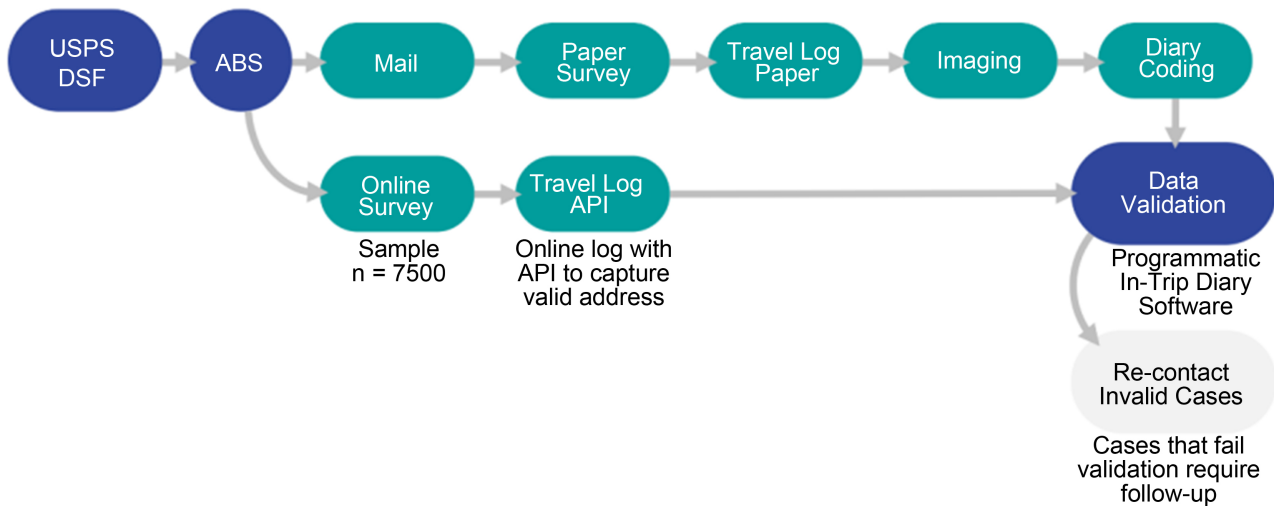 USPS
DSF
ABS
Mail
Paper
Survey
Travel Log
Paper
Imaging
Diary
Coding
Online
Survey
Sample
n = 7500
Travel Log
API
Online log with
API to capture
valid address
Data
Validation
Programmatic
In-Trip Diary
Software
Re-contact
Invalid Cases
Cases that fail
validation require
follow-up